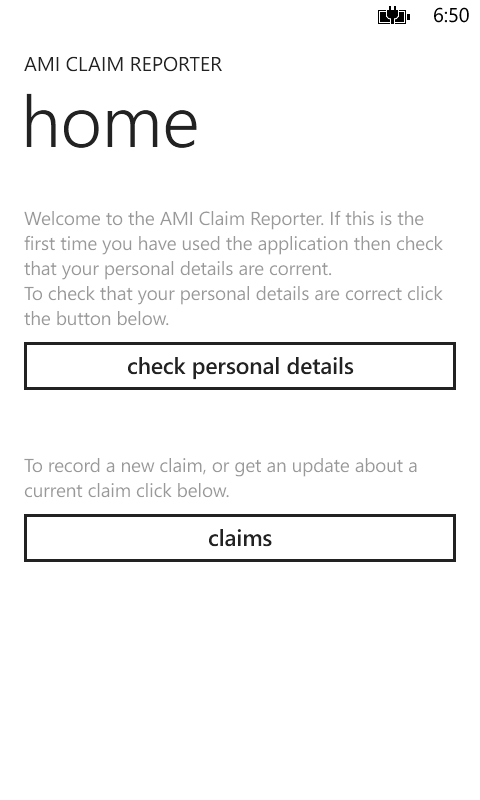 6:50
AMI CLAIM REPORTER
home
Welcome to the AMI Claim Reporter. If this is the
first time you have used the application then check
that your personal details are corrent.
To check that your personal details are correct click
the button below.
check personal details
To record a new claim, or get an update about a
current claim click below.
claims